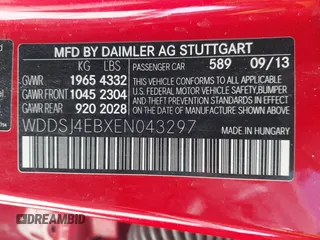 MFD BY DAIMLER AG STUTTGART
KG LBS PASSENGER CAR 589 09/13
GVWR 1965 4332 THIS VEHICLE CONFORMS TO ALL
GAWR FRONT 1045 2304 APPLICABLE U.S. FEDERAL MOTOR
GAWR REAR 920 2028 VEHICLE SAFETY, BUMPER
AND THEFT PREVENTION STANDARDS IN EFFECT
ON THE DATE OF MANUFACTURE SHOWN ABOVE
WDDSJ4EBXEN043297
MADE IN HUNGARY
DREAMBID